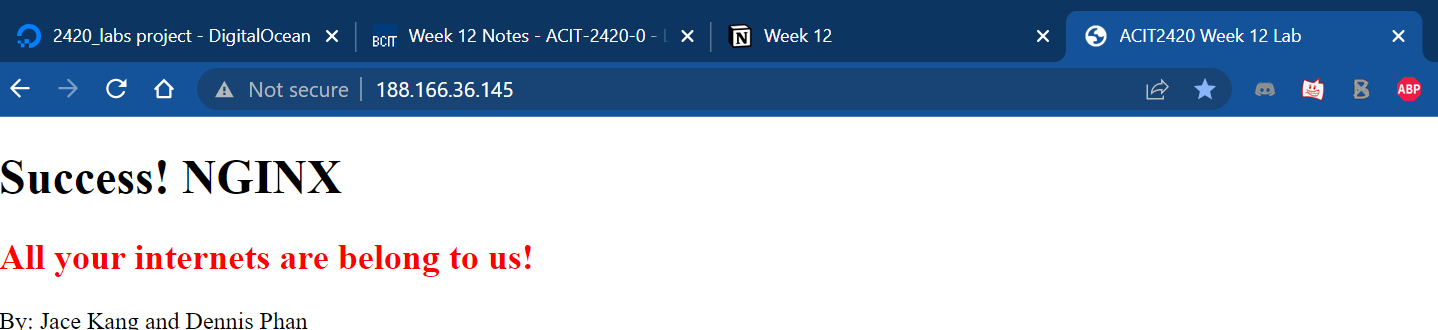 2420_labs project - DigitalOcean
BCIT Week 12 Notes - ACIT-2420-0 -
N Week 12
ACIT2420 Week 12 Lab
Not secure 188.166.36.145
ABP
Success! NGINX
All your internets are belong to us!
By: Jace Kang and Dennis Phan